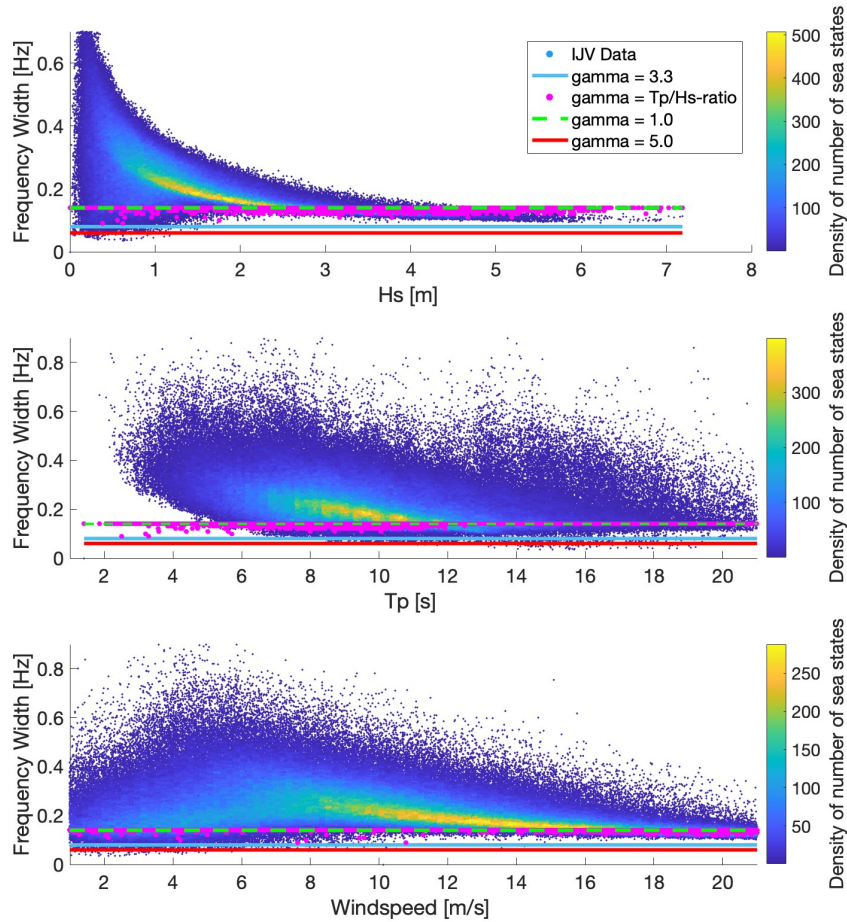 Frequency Width [Hz]
0.6
0.4
0.2
0
0 1 2 3 4 5 6 7 8
Hs [m]
IJV Data
gamma = 3.3
gamma = Tp/Hs-ratio
gamma = 1.0
gamma = 5.0
500
400
300
200
100
Density of number of sea states
Frequency Width [Hz]
0.8
0.6
0.4
0.2
0
2 4 6 8 10 12 14 16 18 20
Tp [s]
300
200
100
Density of number of sea states
Frequency Width [Hz]
0.8
0.6
0.4
0.2
0
2 4 6 8 10 12 14 16 18 20
Windspeed [m/s]
250
200
150
100
50
Density of number of sea states